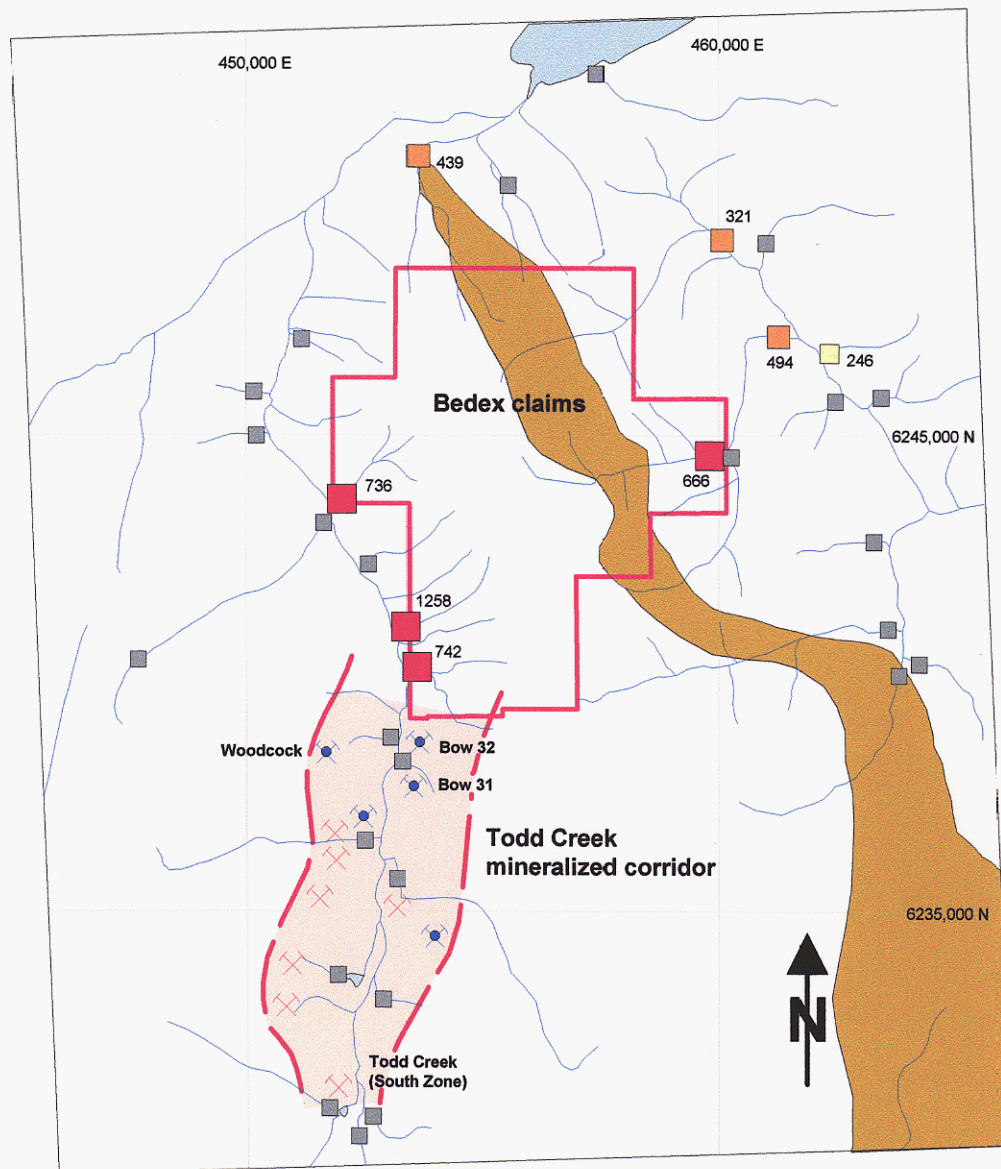 450,000 E
460,000 E
439
321
494
246
Bedex claims
6245,000 N
666
736
1258
742
Woodcock
Bow 32
Bow 31
Todd Creek
mineralized corridor
6235,000 N
N
Todd Creek
(South Zone)